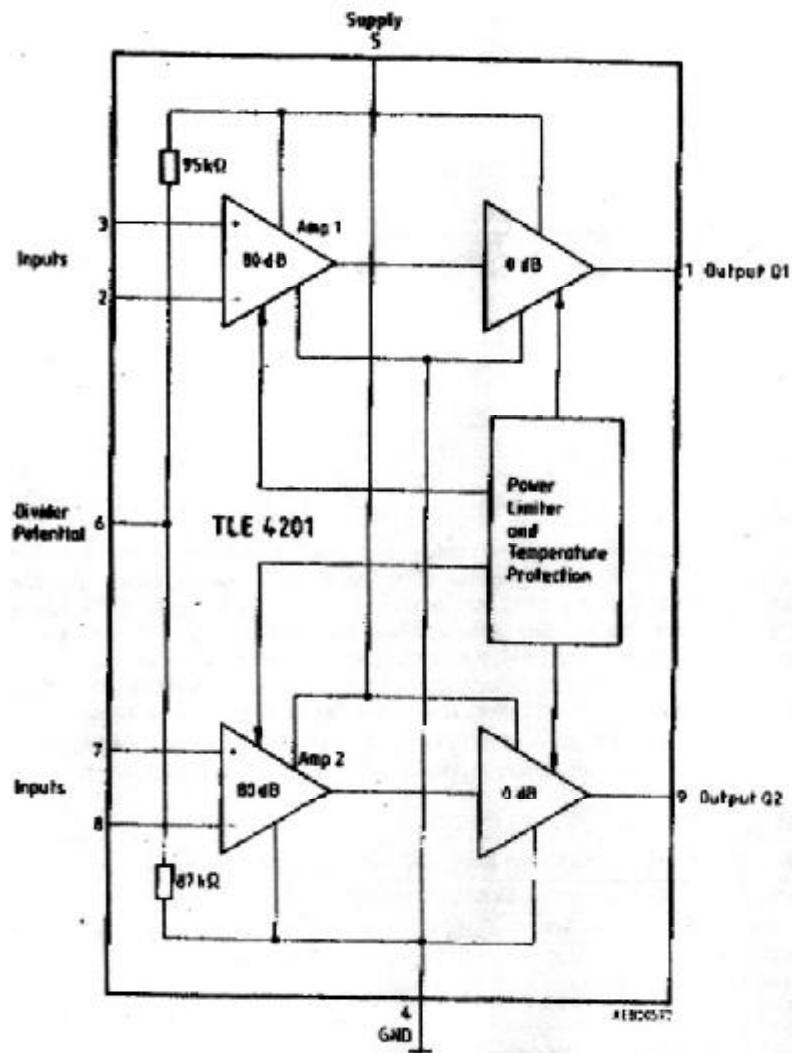 Supply
5
95kΩ
3
+
Amp 1
80 dB
0 dB
1 Output Q1
Inputs
2
-
Power
Limiter
and
Temperature
Protection
Divider
Potential
6
TLE 4201
7
+
Amp 2
80 dB
0 dB
9 Output Q2
Inputs
8
-
87kΩ
4
GND